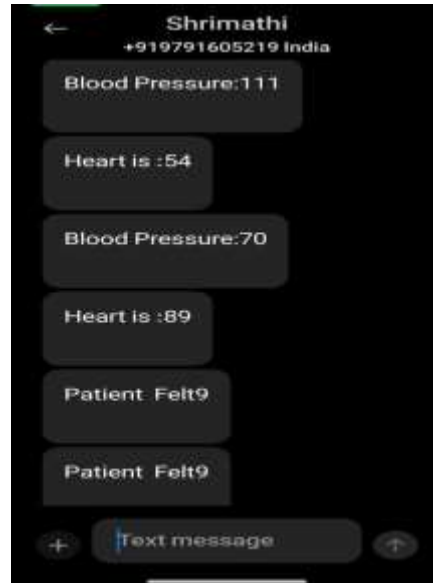 Shrimathi
+919791605219 India
Blood Pressure:111
Heart is :54
Blood Pressure:70
Heart is :89
Patient Felt9
Patient Felt9
Text message